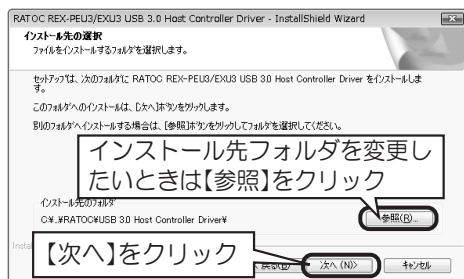 RATOC REX-PEU3/EXU3 USB 3.0 Host Controller Driver - InstallShield Wizard
インストール先の選択
ファイルをインストールするフォルダを選択します。
セットアップは、次のフォルダに RATOC REX-PEU3/EXU3 USB 3.0 Host Controller Driver をインストールしま
す。
このフォルダへのインストールは、[次へ]ボタンをクリックします。
別のフォルダへインストールする場合は、[参照]ボタンをクリックしてフォルダを選択してください。
インストール先フォルダを変更し
たいときは【参照】をクリック
インストール先のフォルダ
C:¥..¥RATOC¥USB 3.0 Host Controller Driver¥
参照(R)...
【次へ】をクリック
次へ (N)>
キャンセル